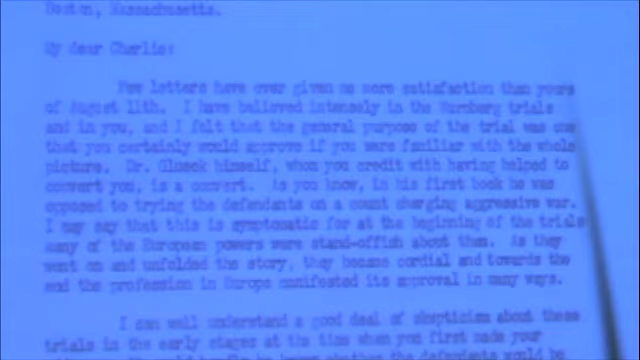 Boston, Massachusetts.
My dear Charlie:
Few letters have ever given me more satisfaction than yours
of August 11th. I have believed intensely in the Nurnberg trials
and in you, and I felt that the general purpose of the trial was one
that you certainly would approve if you were familiar with the whole
picture. Dr. Glueck himself, whom you credit with having helped to
convert you, is a convert. As you know, in his first book he was
opposed to trying the defendants on a count charging aggressive war.
I may say that this is symptomatic for at the beginning of the trials
many of the European powers were stand-offish about them. As they
went on and unfolded the story, they became cordial and towards the
end the profession in Europe manifested its approval in many ways.
I can well understand a good deal of skepticism about these
trials in the early stages at the time when you first made your
whether the defendants would be